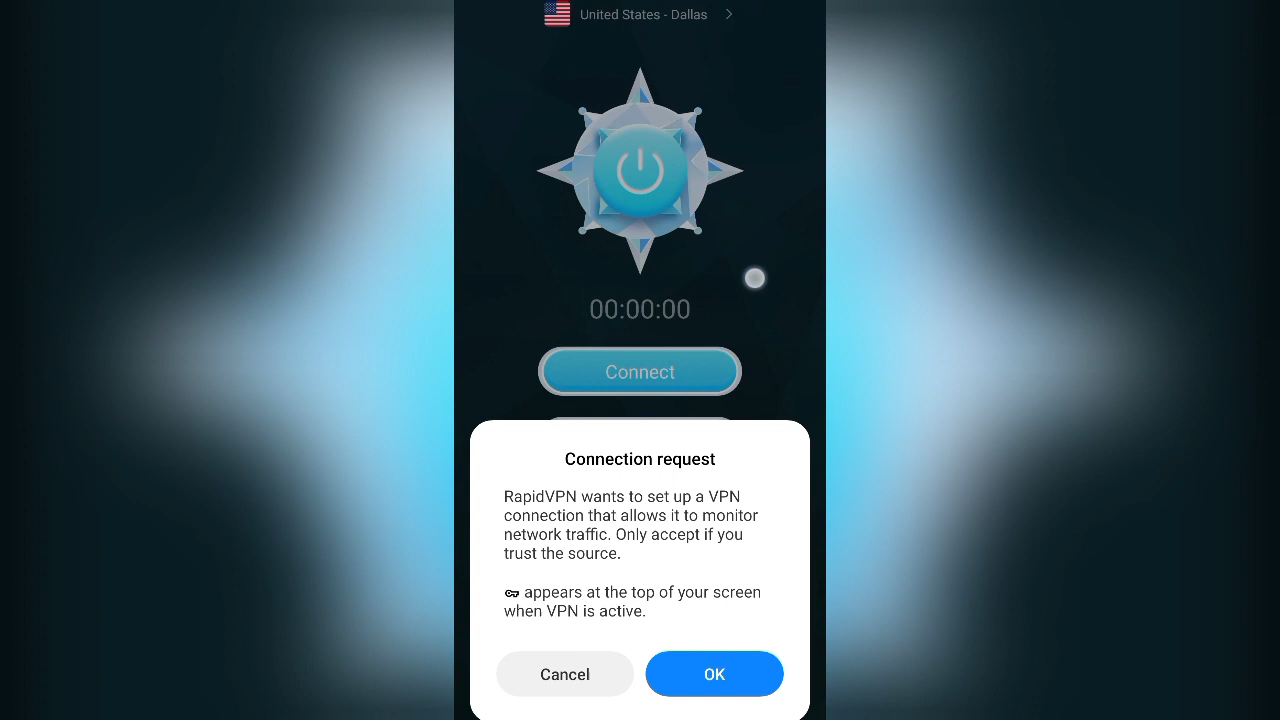 United States - Dallas
00:00:00
Connect
Connection request
RapidVPN wants to set up a VPN
connection that allows it to monitor
network traffic. Only accept if you
trust the source.
appears at the top of your screen
when VPN is active.
Cancel
OK